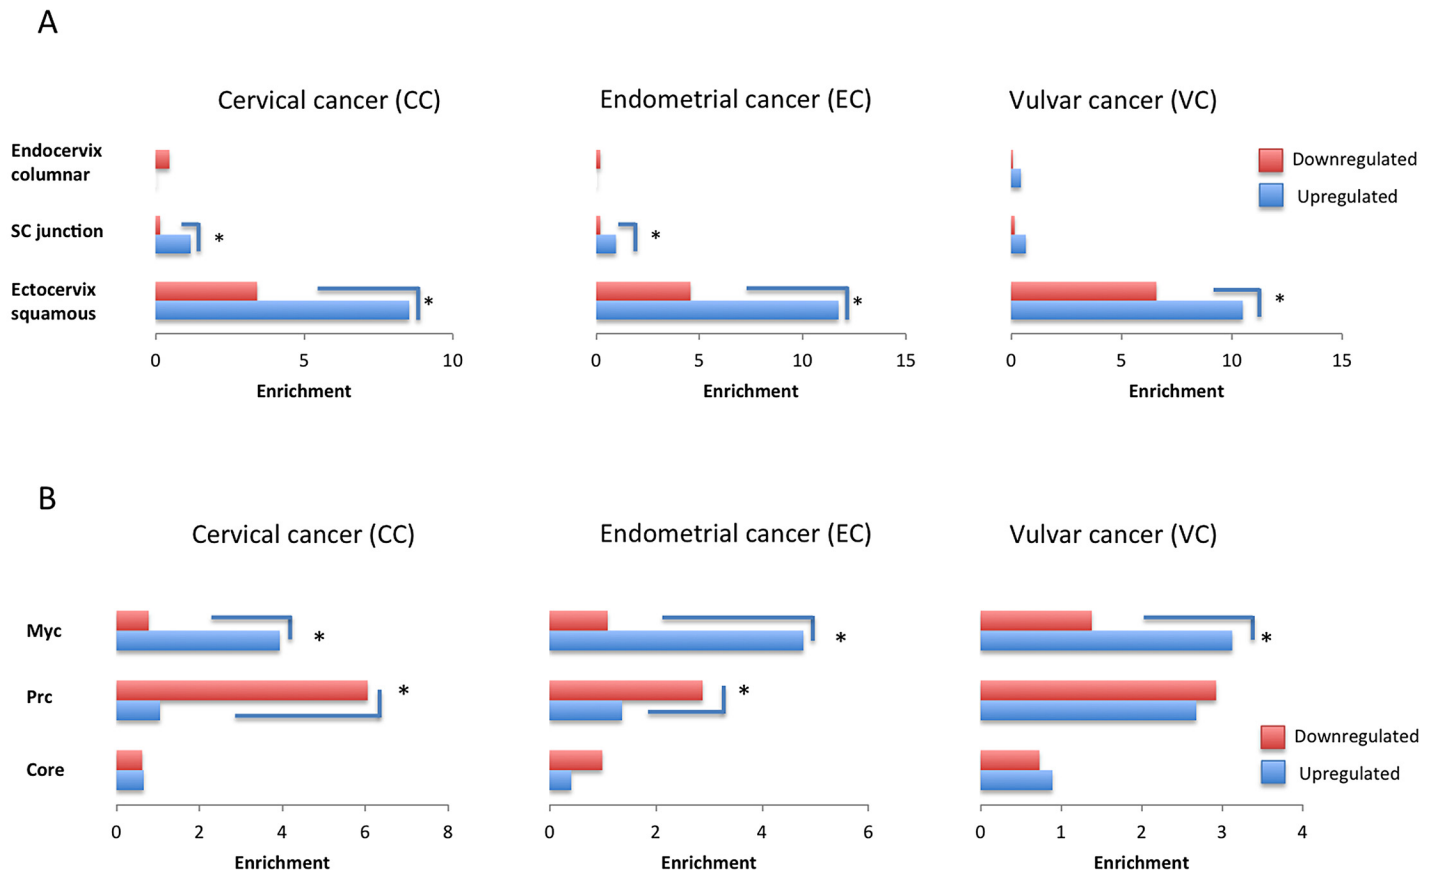 A
Cervical cancer (CC)
Endometrial cancer (EC)
Vulvar cancer (VC)
Endocervix
columnar
SC junction
*
*
Ectocervix
squamous
*
*
*
Downregulated
Upregulated
0 5 10
0 5 10 15
0 5 10 15
Enrichment
Enrichment
Enrichment
B
Cervical cancer (CC)
Endometrial cancer (EC)
Vulvar cancer (VC)
Myc
*
*
*
Prc
*
*
Core
Downregulated
Upregulated
0 2 4 6 8
0 2 4 6
0 1 2 3 4
Enrichment
Enrichment
Enrichment